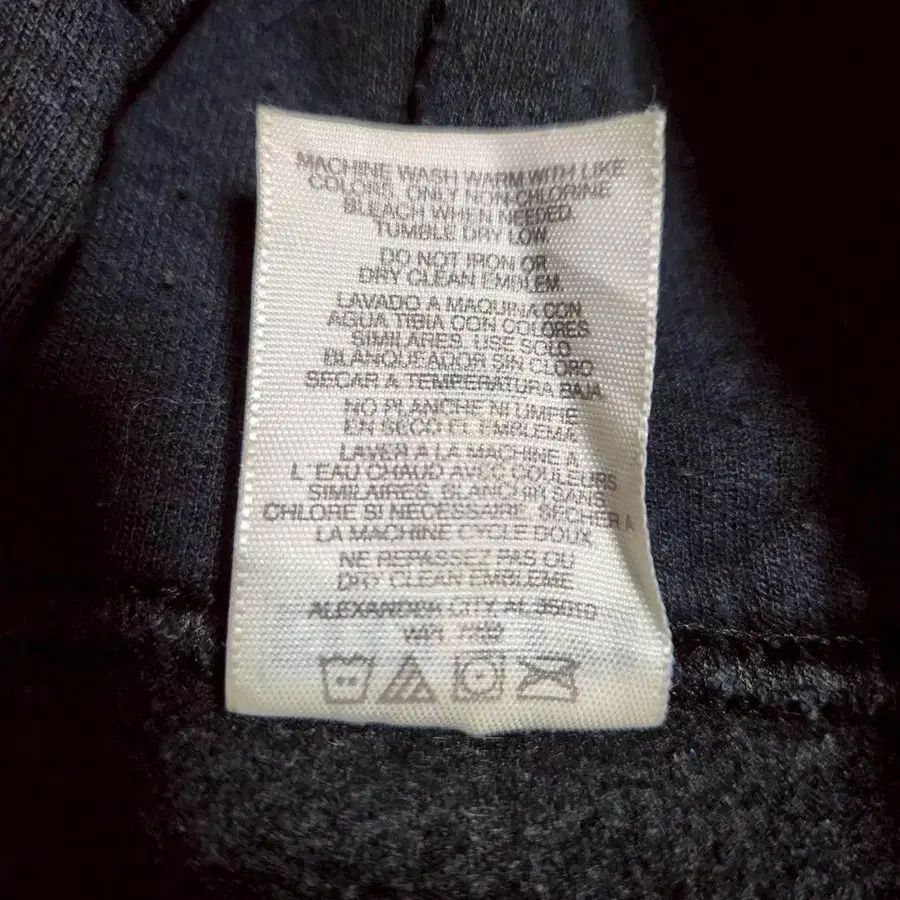 MACHINE WASH WARM WITH LIKE
COLORS, ONLY NON-CHLORINE
BLEACH WHEN NEEDED.
TUMBLE DRY LOW.
DO NOT IRON OR
DRY CLEAN EMBLEM.
LAVADO A MAQUINA CON
AGUA TIBIA CON COLORES
SIMILARES. USE SOLO
BLANQUEADOR SIN CLORO
SECAR A TEMPERATURA BAJA
NO PLANCHE NI LIMPIE
EN SECO EL EMBLEMA
LAVER A LA MACHINE A
L'EAU CHAUD AVEC COULEURS
SIMILAIRES, BLANCHIR SANS
CHLORE SI NECESSAIRE. SECHER A
LA MACHINE CYCLE DOUX
NE REPASSEZ PAS OU
DRY CLEAN EMBLEME
ALEXANDRA CITY, AL 35010